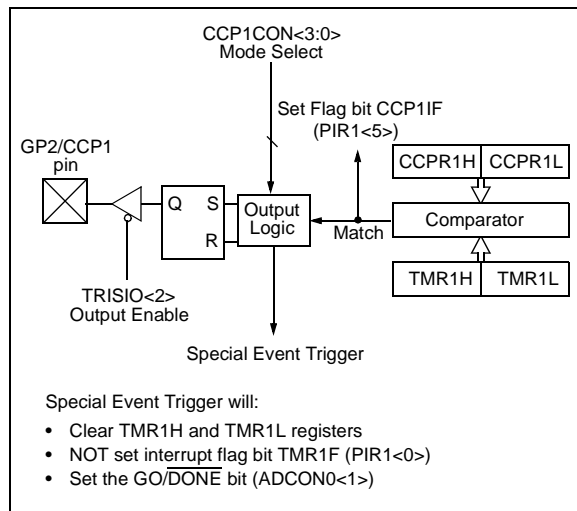 CCP1CON<3:0>
Mode Select
Set Flag bit CCP1IF
(PIR1<5>)
GP2/CCP1
pin
CCPR1H CCPR1L
Q S
R
Output
Logic
Match
Comparator
TRISIO<2>
Output Enable
TMR1H TMR1L
Special Event Trigger
Special Event Trigger will:
• Clear TMR1H and TMR1L registers
• NOT set interrupt flag bit TMR1F (PIR1<0>)
• Set the GO/DONE bit (ADCON0<1>)